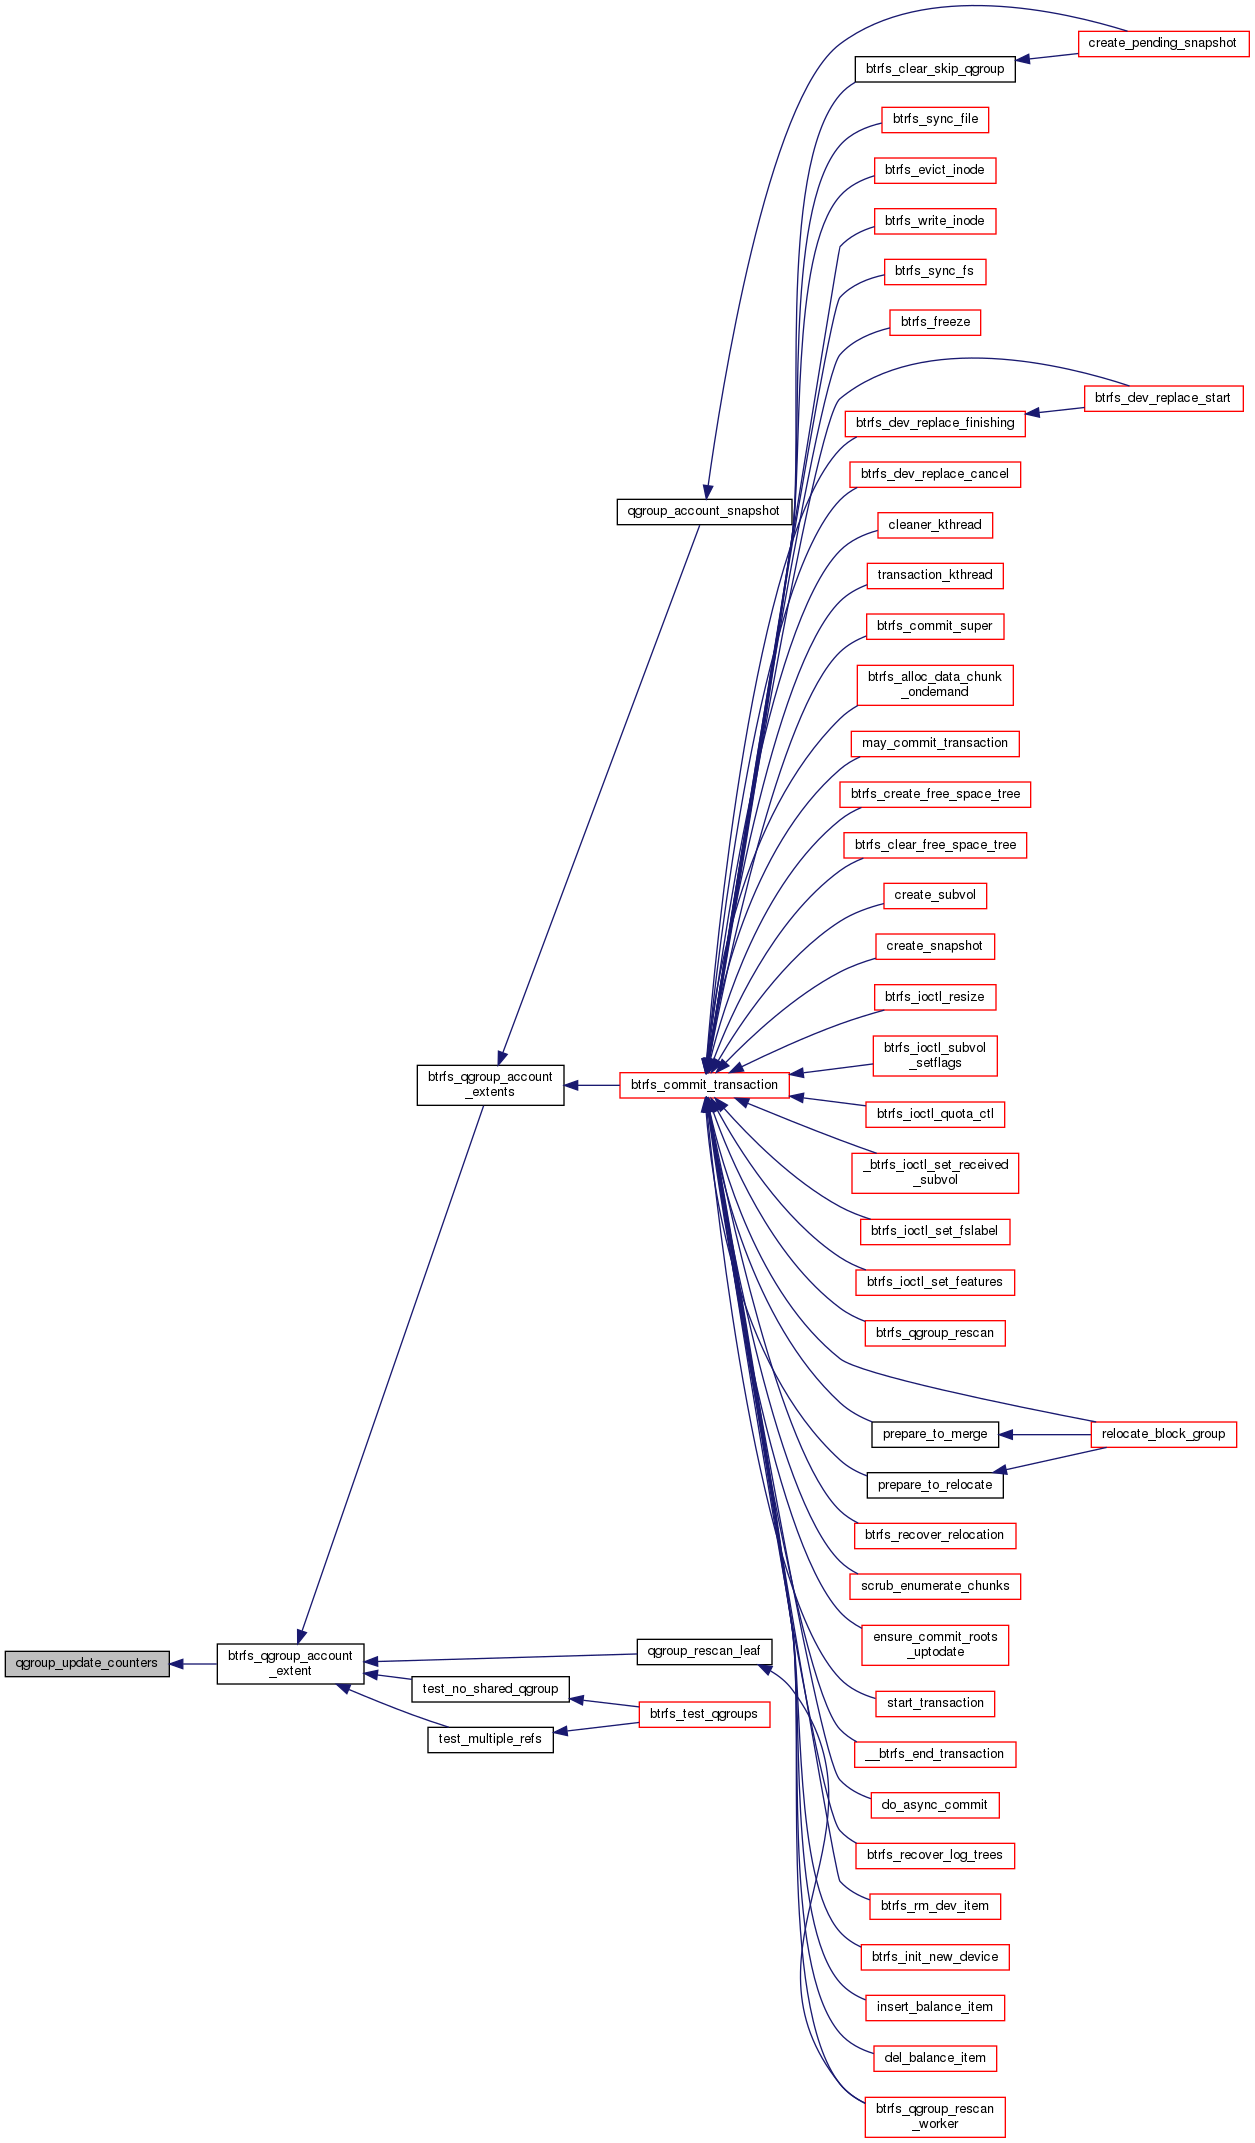 create_pending_snapshot
btrfs_clear_skip_qgroup
btrfs_sync_file
btrfs_evict_inode
btrfs_write_inode
btrfs_sync_fs
btrfs_freeze
btrfs_dev_replace_start
btrfs_dev_replace_finishing
btrfs_dev_replace_cancel
qgroup_account_snapshot
cleaner_kthread
transaction_kthread
btrfs_commit_super
btrfs_alloc_data_chunk
_ondemand
may_commit_transaction
btrfs_create_free_space_tree
btrfs_clear_free_space_tree
create_subvol
create_snapshot
btrfs_ioctl_resize
btrfs_ioctl_subvol
_setflags
btrfs_qgroup_account
_extents
btrfs_commit_transaction
btrfs_ioctl_quota_ctl
_btrfs_ioctl_set_received
_subvol
btrfs_ioctl_set_fslabel
btrfs_ioctl_set_features
btrfs_qgroup_rescan
prepare_to_merge
relocate_block_group
prepare_to_relocate
btrfs_recover_relocation
scrub_enumerate_chunks
ensure_commit_roots
_uptodate
qgroup_update_counters
btrfs_qgroup_account
_extent
qgroup_rescan_leaf
test_no_shared_qgroup
start_transaction
btrfs_test_qgroups
test_multiple_refs
__btrfs_end_transaction
do_async_commit
btrfs_recover_log_trees
btrfs_rm_dev_item
btrfs_init_new_device
insert_balance_item
del_balance_item
btrfs_qgroup_rescan
_worker